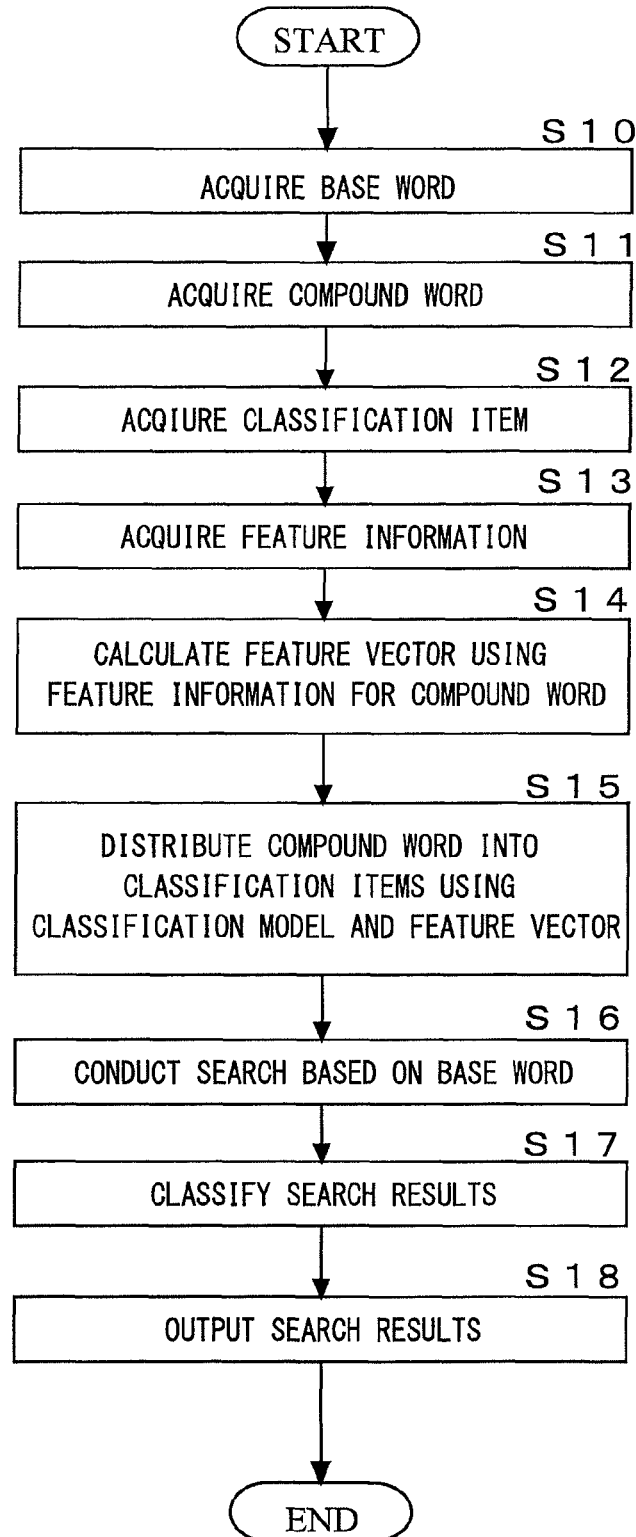 START
S10
ACQUIRE BASE WORD
S11
ACQUIRE COMPOUND WORD
S12
ACQIURE CLASSIFICATION ITEM
S13
ACQUIRE FEATURE INFORMATION
S14
CALCULATE FEATURE VECTOR USING
FEATURE INFORMATION FOR COMPOUND WORD
S15
DISTRIBUTE COMPOUND WORD INTO
CLASSIFICATION ITEMS USING
CLASSIFICATION MODEL AND FEATURE VECTOR
S16
CONDUCT SEARCH BASED ON BASE WORD
S17
CLASSIFY SEARCH RESULTS
S18
OUTPUT SEARCH RESULTS
END